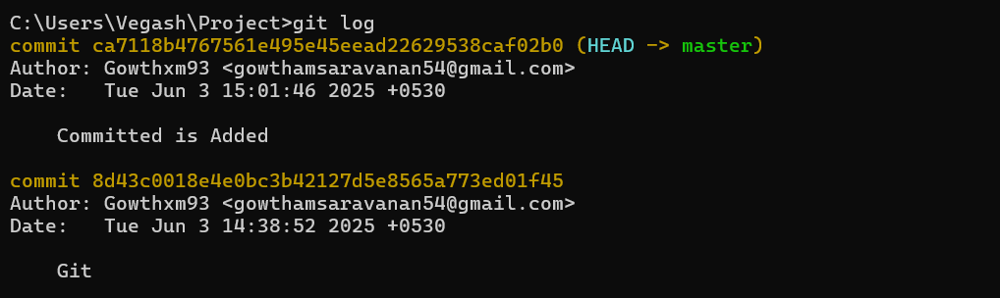 C:\Users\Vegash\Project>git log
commit ca7118b4767561e495e45eead22629538caf02b0 (HEAD -> master)
Author: Gowthxm93 <gowthamsaravanan54@gmail.com>
Date:   Tue Jun 3 15:01:46 2025 +0530
    Committed is Added
commit 8d43c0018e4e0bc3b42127d5e8565a773ed01f45
Author: Gowthxm93 <gowthamsaravanan54@gmail.com>
Date:   Tue Jun 3 14:38:52 2025 +0530
    Git